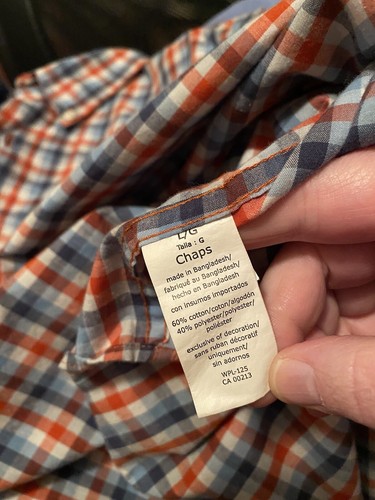 L/G
Talla : G
Chaps
made in Bangladesh/
fabriqué au Bangladesh/
hecho en Bangladesh
con insumos importados
60% cotton/coton/algodón
40% polyester/polyester/
poliéster
exclusive of decoration/
sans ruban décoratif
uniquement/
sin adornos
WPL-125
CA 00213